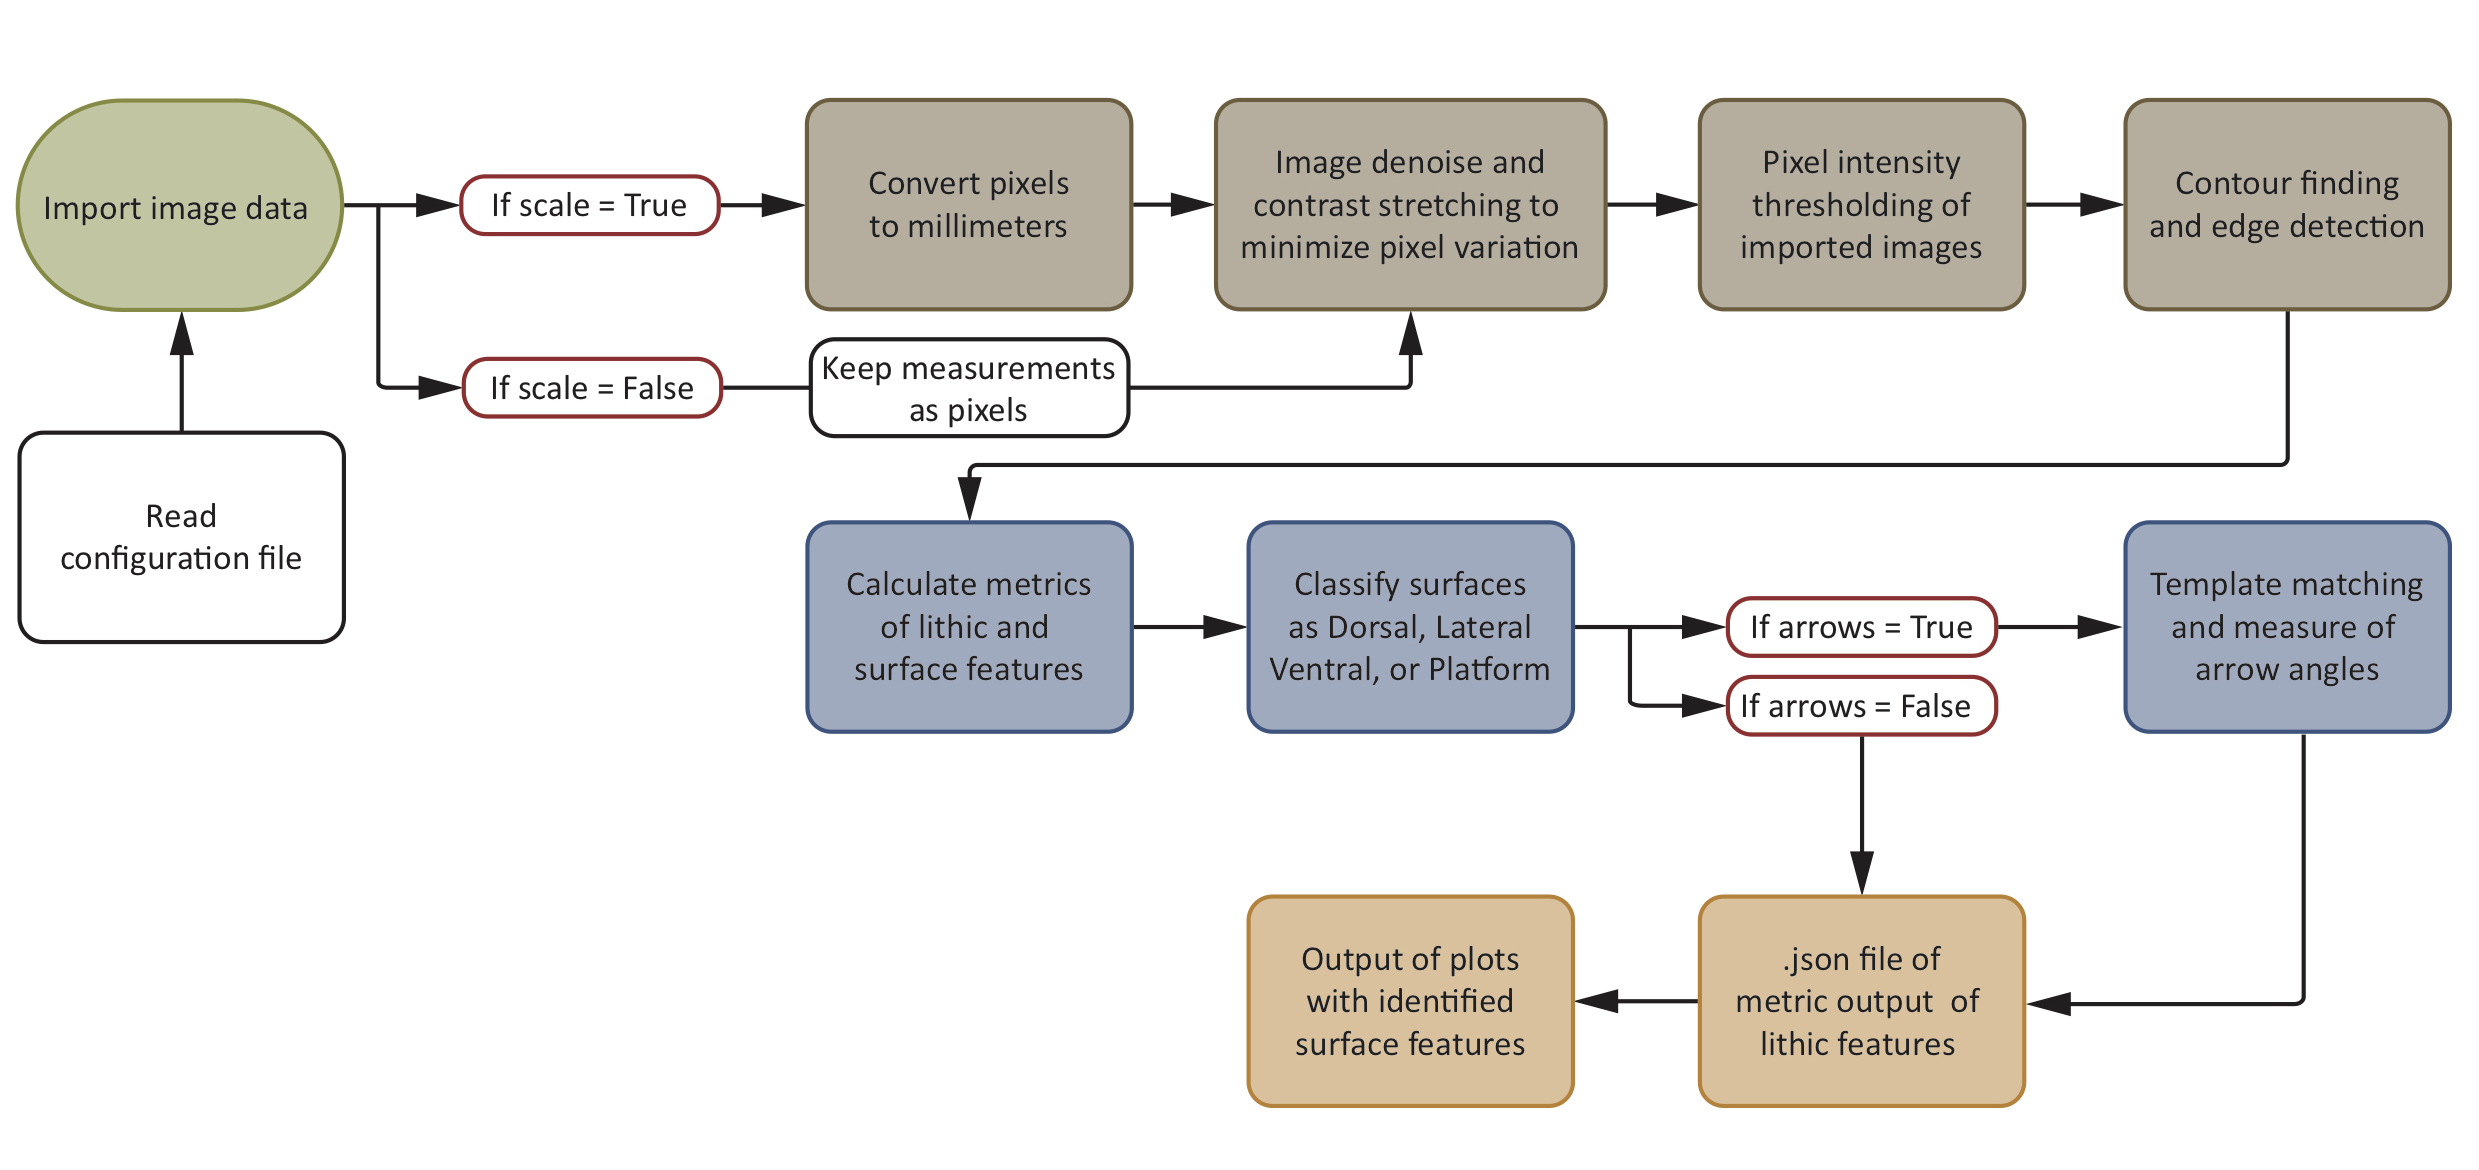 Import image data
If scale = True
Convert pixels
to millimeters
Image denoise and
contrast stretching to
minimize pixel variation
Pixel intensity
thresholding of
imported images
Contour finding
and edge detection
If scale = False
Keep measurements
as pixels
Read
configuration file
Calculate metrics
of lithic and
surface features
Classify surfaces
as Dorsal, Lateral
Ventral, or Platform
If arrows = True
If arrows = False
Template matching
and measure of
arrow angles
Output of plots
with identified
surface features
.json file of
metric output  of
lithic features